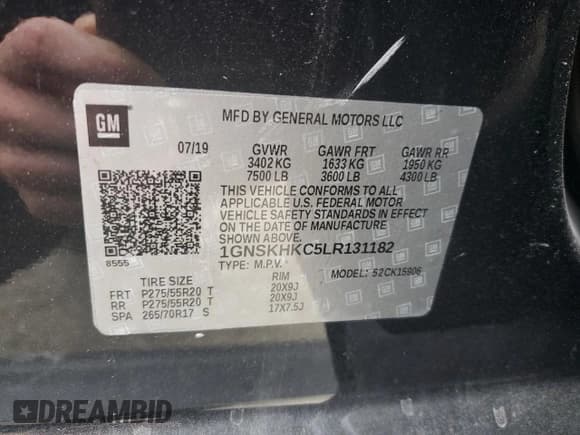 GM
MFD BY GENERAL MOTORS LLC
07/19 GVWR GAWR FRT GAWR RR
3402 KG 1633 KG 1950 KG
7500 LB 3600 LB 4300 LB
THIS VEHICLE CONFORMS TO ALL
APPLICABLE U.S. FEDERAL MOTOR
VEHICLE SAFETY STANDARDS IN EFFECT
ON THE DATE OF MANUFACTURE
SHOWN ABOVE.
8555 1GNSKHKC5LR131182
TYPE: M.P.V.
MODEL: 52CK15906
TIRE SIZE RIM
FRT P275/55R20 T 20X9J
RR P275/55R20 T 20X9J
SPA 265/70R17 S 17X7.5J
DREAMBID